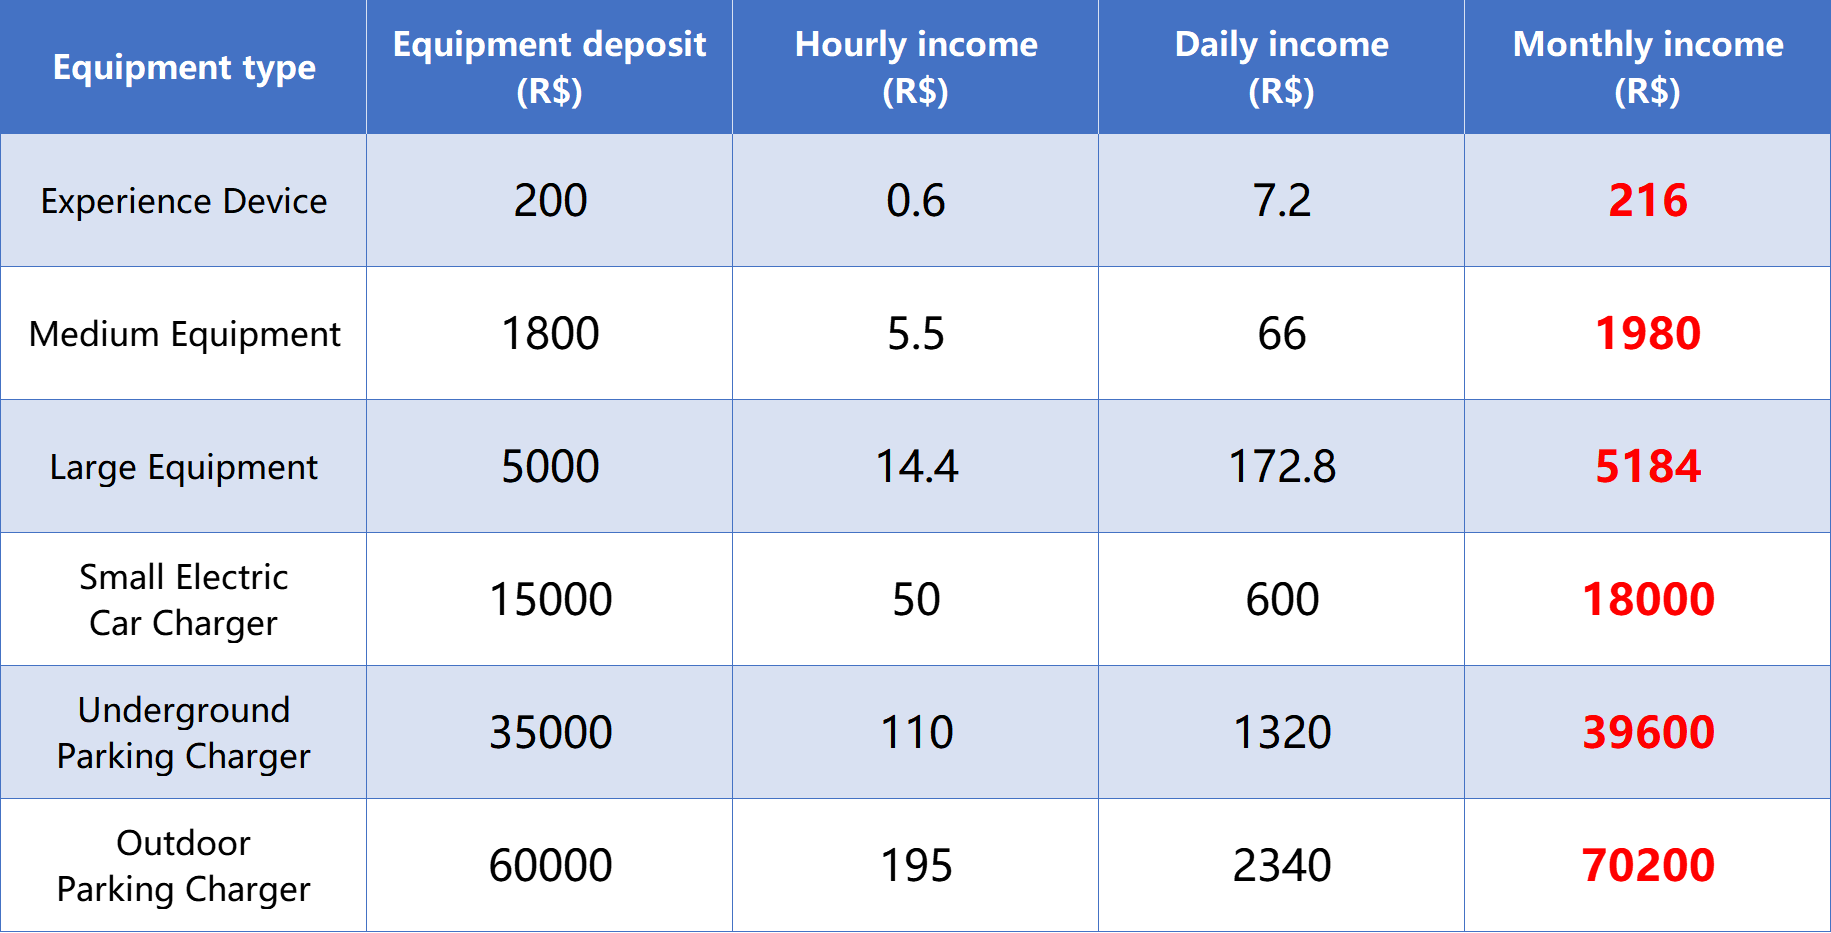 Equipment type
Equipment deposit
(R$)
Hourly income
(R$)
Daily income
(R$)
Monthly income
(R$)
Experience Device
200
0.6
7.2
216
Medium Equipment
1800
5.5
66
1980
Large Equipment
5000
14.4
172.8
5184
Small Electric
Car Charger
15000
50
600
18000
Underground
Parking Charger
35000
110
1320
39600
Outdoor
Parking Charger
60000
195
2340
70200